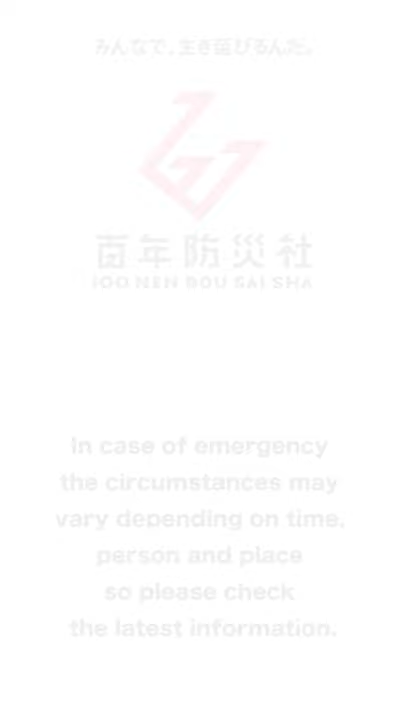 みんなで、生き延びるんだ。
百年防災社
100 NEN BOU SAI SHA
In case of emergency
the circumstances may
vary depending on time,
person and place
so please check
the latest information.